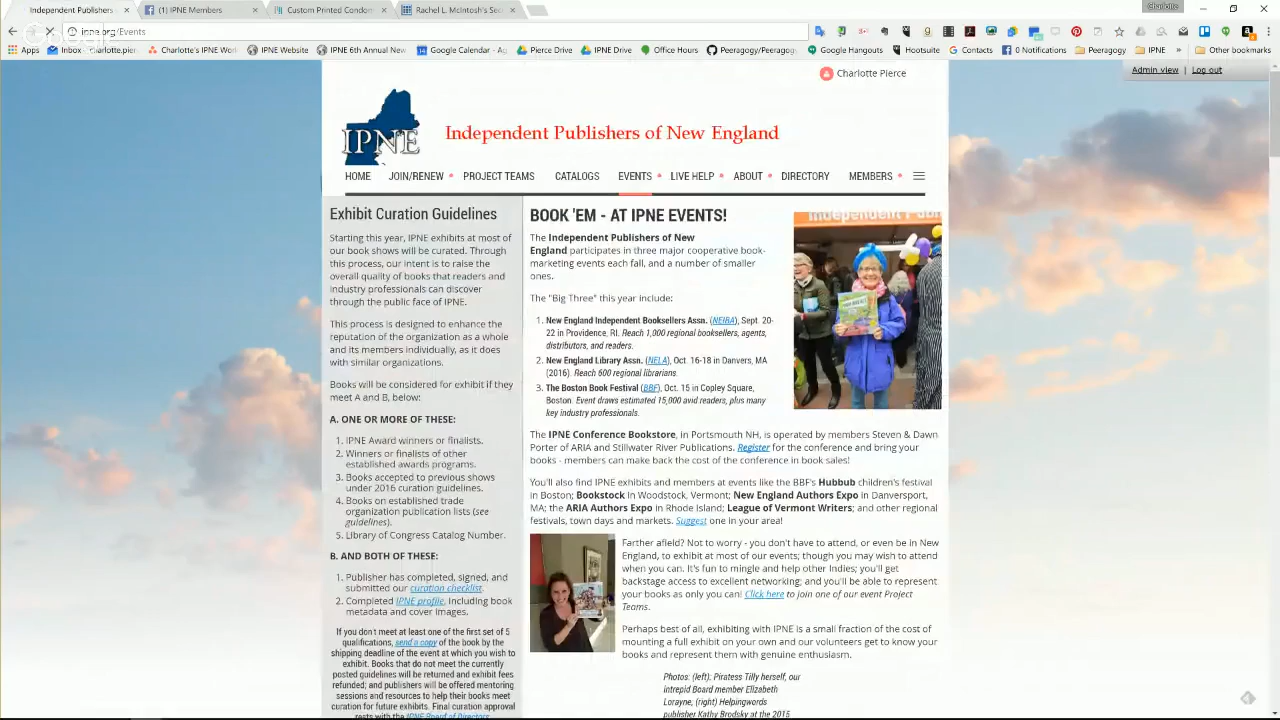 Independent Publishers
(1) IPNE Members
Custom Printed Condom
Rachel L. McIntosh's Sec
Charlotte
ipne.org/Events
Apps
Inbox
Charlotte's IPNE Work
IPNE Website
IPNE 6th Annual New
Google Calendar - Ag
Pierce Drive
IPNE Drive
Office Hours
Peeragogy/Peeragogy
Google Hangouts
Hootsuite
Contacts
0 Notifications
Peeragogy
IPNE
Other bookmarks
Admin view | Log out
Charlotte Pierce
IPNE
Independent Publishers of New England
HOME JOIN/RENEW PROJECT TEAMS CATALOGS EVENTS LIVE HELP ABOUT DIRECTORY MEMBERS
Exhibit Curation Guidelines
Starting this year, IPNE exhibits at most of
our book shows will be curated. Through
this process, our intent is to raise the
overall quality of books that readers and
industry professionals can discover
through the public face of IPNE.
This process is designed to enhance the
reputation of the organization as a whole
and its members individually, as it does
with similar organizations.
Books will be considered for exhibit if they
meet A and B, below:
A. ONE OR MORE OF THESE:
1. IPNE Award winners or finalists.
2. Winners or finalists of other
established awards programs.
3. Books accepted to previous shows
under 2016 curation guidelines.
4. Books on established trade
organization publication lists (see
guidelines).
5. Library of Congress Catalog Number.
B. AND BOTH OF THESE:
1. Publisher has completed, signed, and
submitted our curation checklist.
2. Completed IPNE profile, including book
metadata and cover images.
If you don't meet at least one of the first set of 5
qualifications, send a copy of the book by the
shipping deadline of the event at which you wish to
exhibit. Books that do not meet the currently
posted guidelines will be returned and exhibit fees
refunded; and publishers will be offered mentoring
sessions and resources to help their books meet
curation for future exhibits. Final curation approval
rests with the IPNE Board of Directors
BOOK 'EM - AT IPNE EVENTS!
The Independent Publishers of New
England participates in three major cooperative book-
marketing events each fall, and a number of smaller
ones.
The "Big Three" this year include:
1. New England Independent Booksellers Assn. (NEIBA), Sept. 20-
22 in Providence, RI. Reach 1,000 regional booksellers, agents,
distributors, and readers.
2. New England Library Assn. (NELA), Oct. 16-18 in Danvers, MA
(2016). Reach 600 regional librarians.
3. The Boston Book Festival (BBF), Oct. 15 in Copley Square,
Boston. Event draws estimated 15,000 avid readers, plus many
key industry professionals.
The IPNE Conference Bookstore, in Portsmouth NH, is operated by members Steven & Dawn
Porter of ARIA and Stillwater River Publications. Register for the conference and bring your
books - members can make back the cost of the conference in book sales!
You'll also find IPNE exhibits and members at events like the BBF's Hubbub children's festival
in Boston; Bookstock in Woodstock, Vermont; New England Authors Expo in Danversport,
MA; the ARIA Authors Expo in Rhode Island; League of Vermont Writers; and other regional
festivals, town days and markets. Suggest one in your area!
Farther afield? Not to worry - you don't have to attend, or even be in New
England, to exhibit at most of our events; though you may wish to attend
when you can. It's fun to mingle and help other Indies; you'll get
backstage access to excellent networking; and you'll be able to represent
your books as only you can! Click here to join one of our event Project
Teams.
Perhaps best of all, exhibiting with IPNE is a small fraction of the cost of
mounting a full exhibit on your own and our volunteers get to know your
books and represent them with genuine enthusiasm.
Photos: (left): Piratess Tilly herself, our
intrepid Board member Elizabeth
Lorayne; (right) Helpingwords
publisher Kathy Brodsky at the 2015